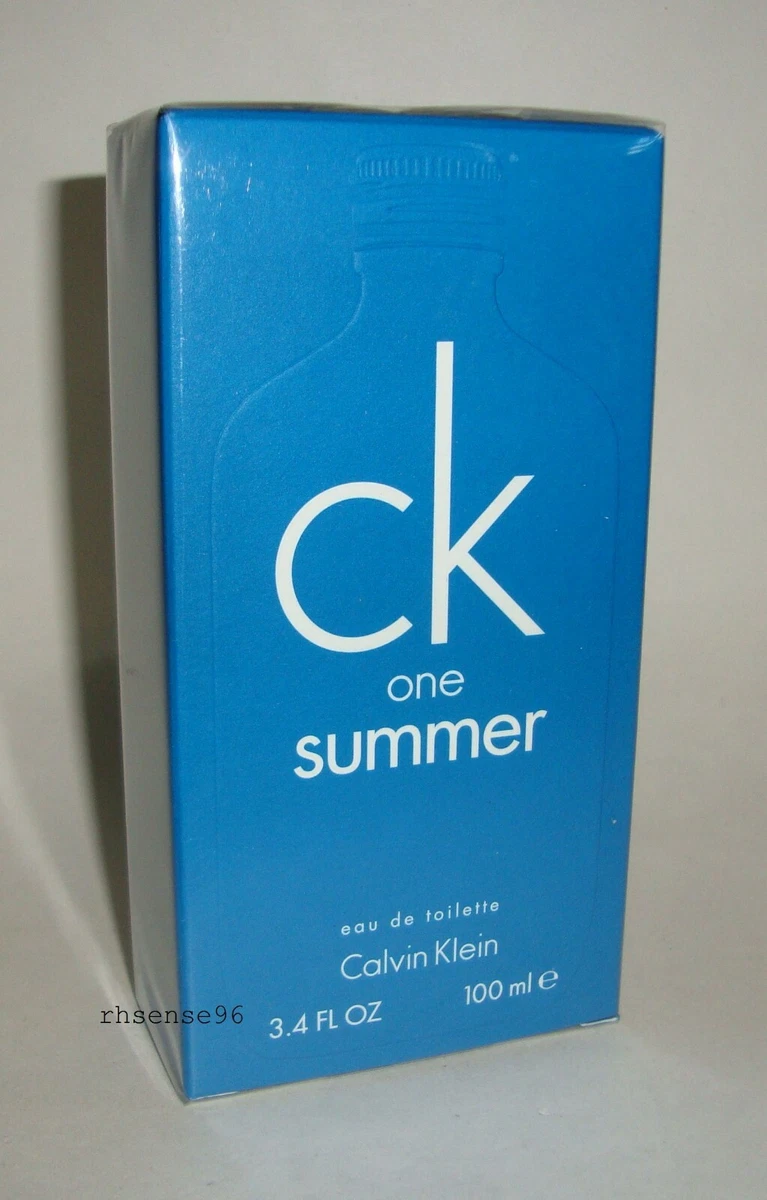 ck
one
summer
eau de toilette
Calvin Klein
3.4 FL OZ 100 ml ℮
rhsense96